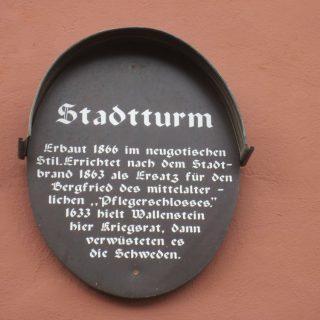 Stadtturm
Erbaut 1866 im neugotischen
Stil.Errichtet nach dem Stadt-
brand 1863 als Ersatz für den
Bergfried des mittelalter -
lichen „Pflegerschlosses."
1633 hielt Wallenstein
hier Kriegsrat, dann
verwüsteten es
die Schweden.